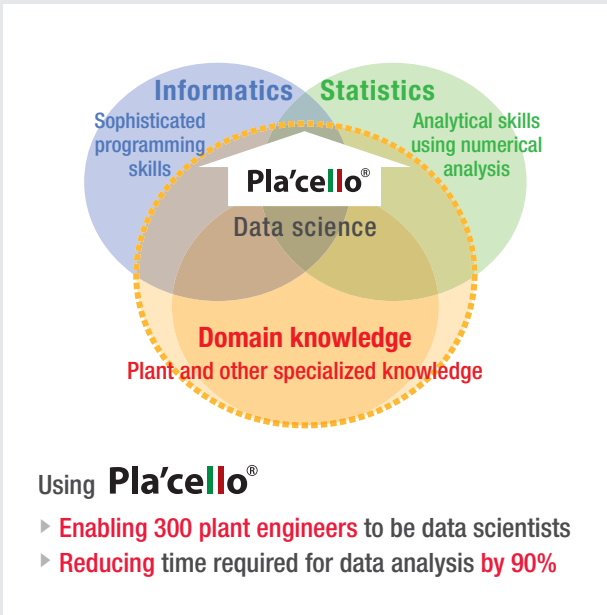 Informatics
Sophisticated
programming
skills
Statistics
Analytical skills
using numerical
analysis
Pla'cello®
Data science
Domain knowledge
Plant and other specialized knowledge
Using Pla'cello®
Enabling 300 plant engineers to be data scientists
Reducing time required for data analysis by 90%